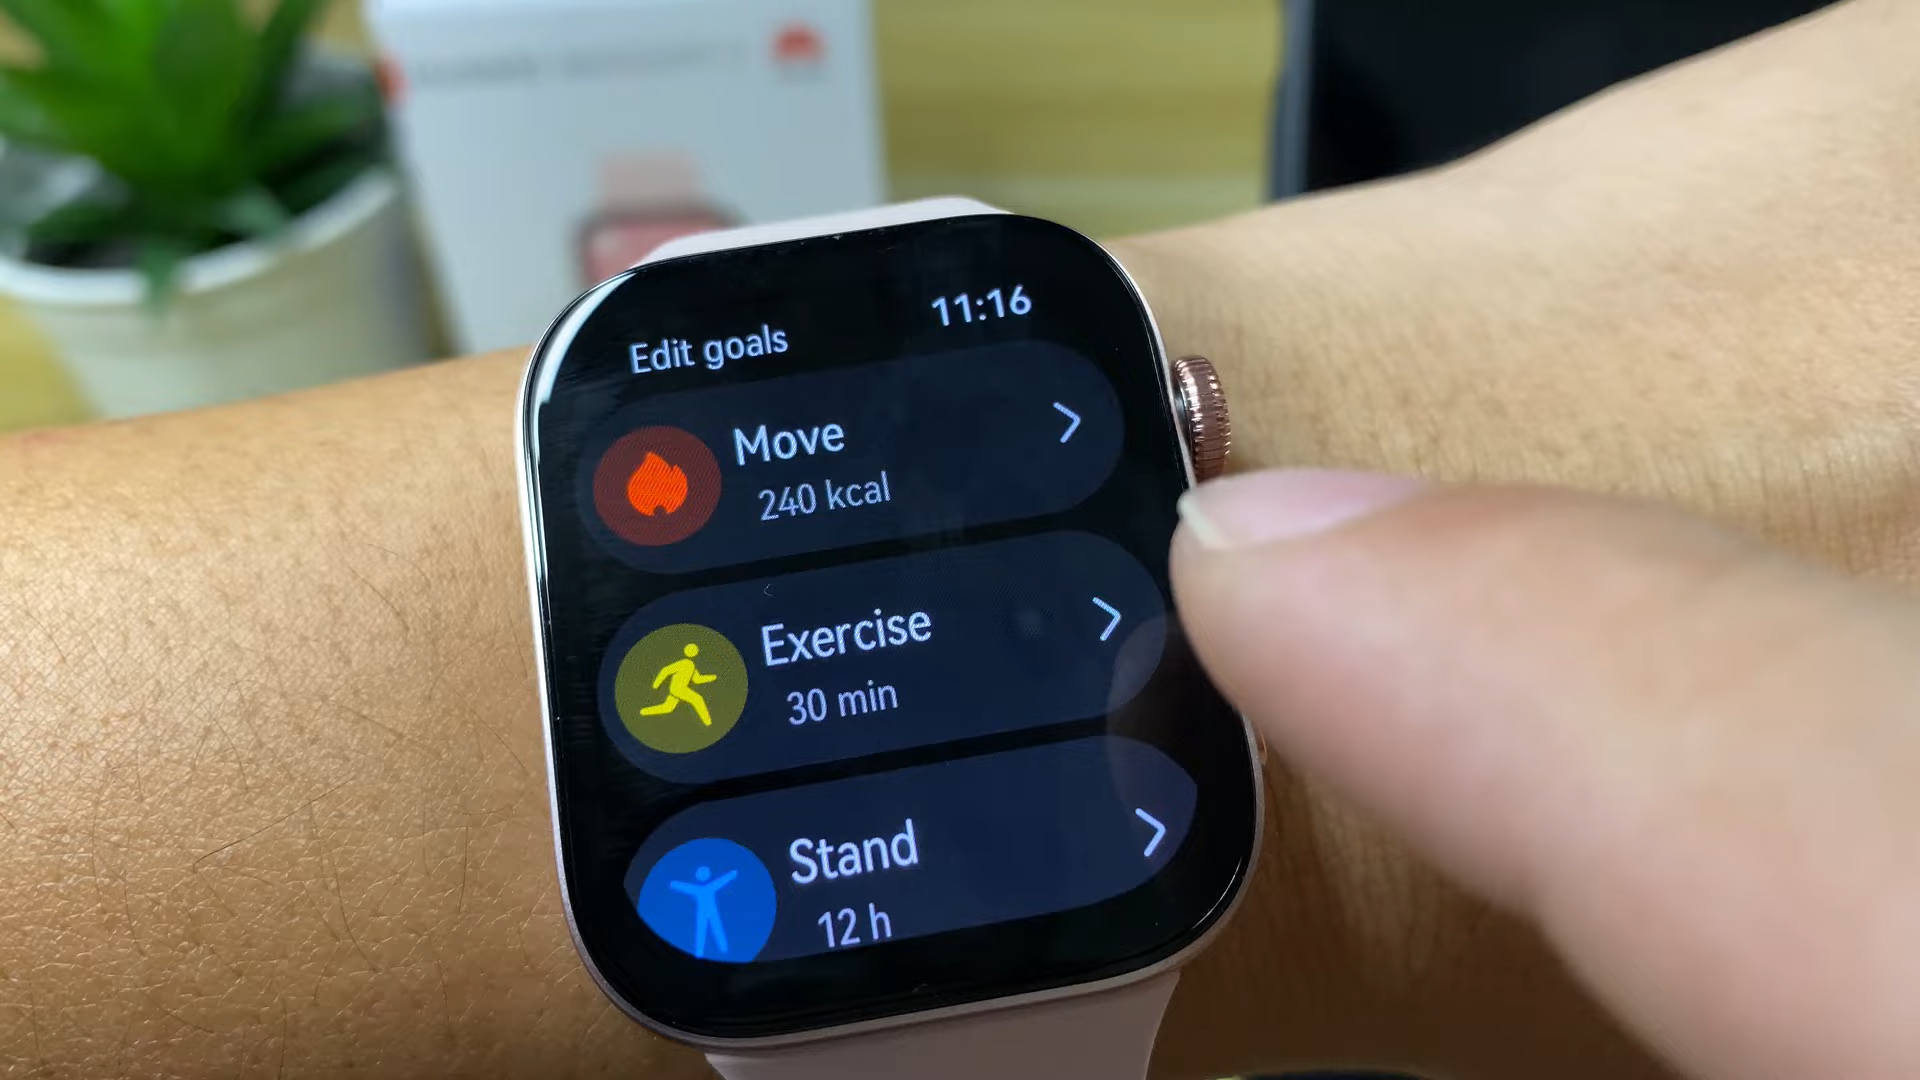 11:16
Edit goals
Move
240 kcal
Exercise
30 min
Stand
12 h